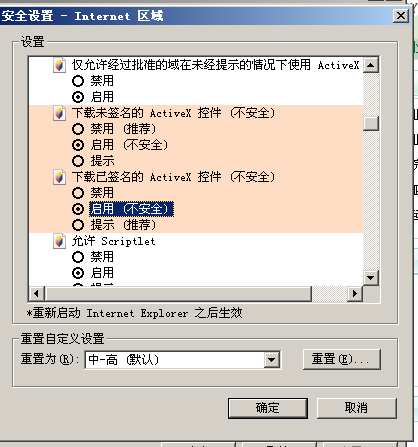 安全设置 - Internet 区域
设置
仅允许经过批准的域在未经提示的情况下使用 ActiveX
禁用
启用
下载未签名的 ActiveX 控件 (不安全)
禁用 (推荐)
启用 (不安全)
提示
下载已签名的 ActiveX 控件 (不安全)
禁用
启用 (不安全)
提示 (推荐)
允许 Scriptlet
禁用
启用
*重新启动 Internet Explorer 之后生效
重置自定义设置
重置为(R): 中-高 (默认) 重置(E)...
确定 取消